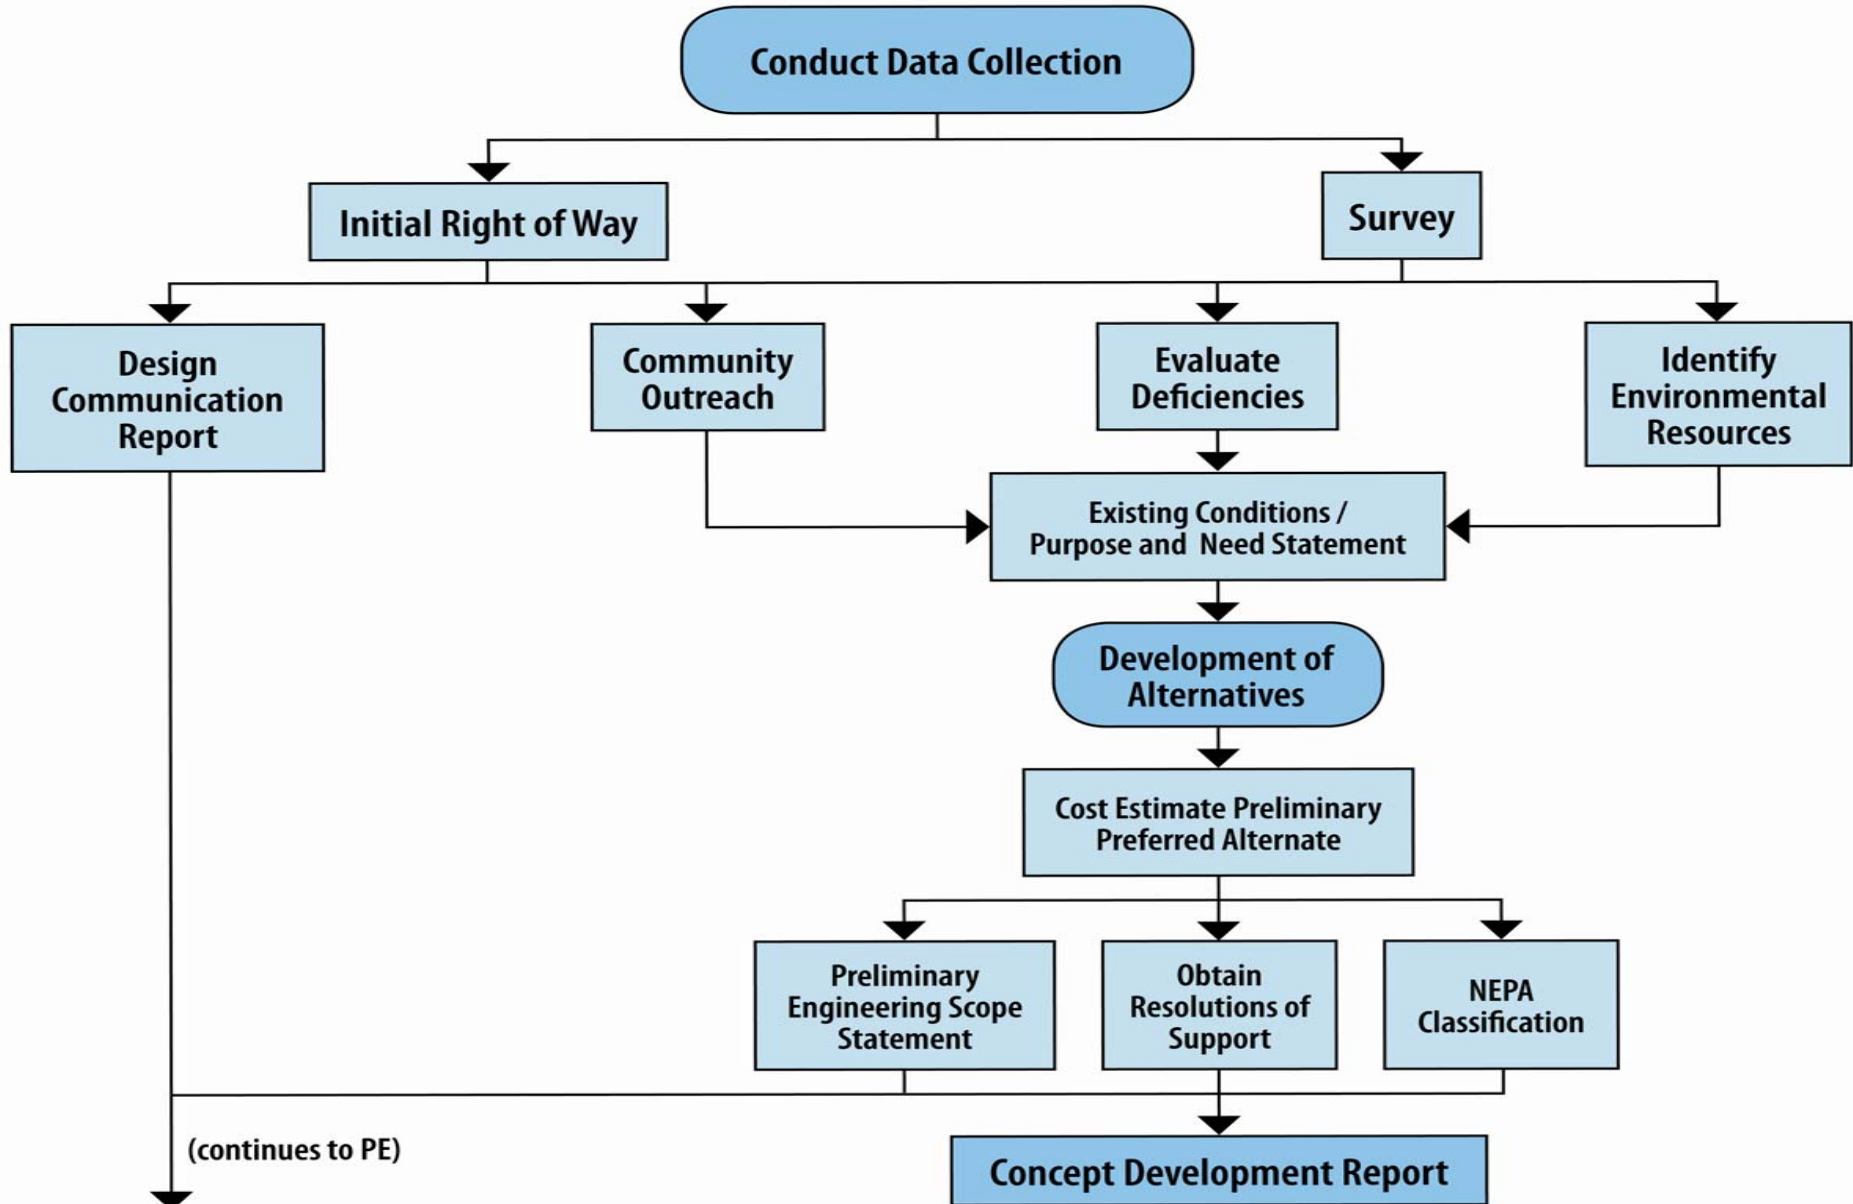 Conduct Data Collection
Initial Right of Way
Survey
Design
Communication
Report
Community
Outreach
Evaluate
Deficiencies
Identify
Environmental
Resources
Existing Conditions /
Purpose and Need Statement
Development of
Alternatives
Cost Estimate Preliminary
Preferred Alternate
Preliminary
Engineering Scope
Statement
Obtain
Resolutions of
Support
NEPA
Classification
(continues to PE)
Concept Development Report